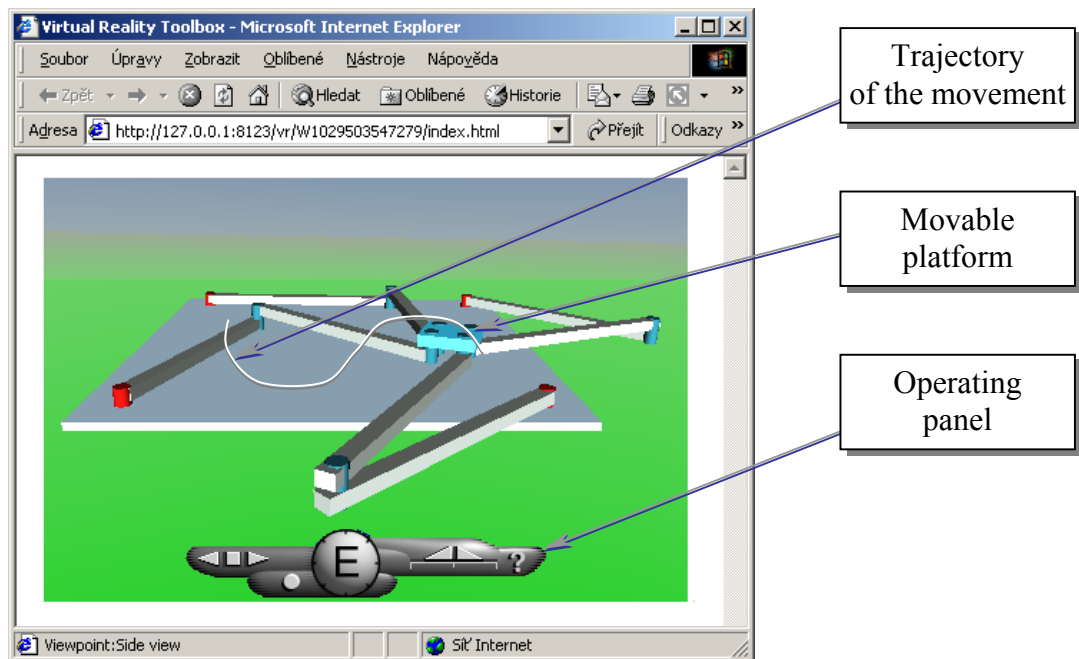 Virtual Reality Toolbox - Microsoft Internet Explorer
Soubor Úpravy Zobrazit Oblíbené Nástroje Nápověda
Zpět Hledat Oblíbené Historie »
Adresa http://127.0.0.1:8123/vr/W1029503547279/index.html Přejít Odkazy »
Trajectory
of the movement
Movable
platform
Operating
panel
E ?
Viewpoint:Side view Síť Internet